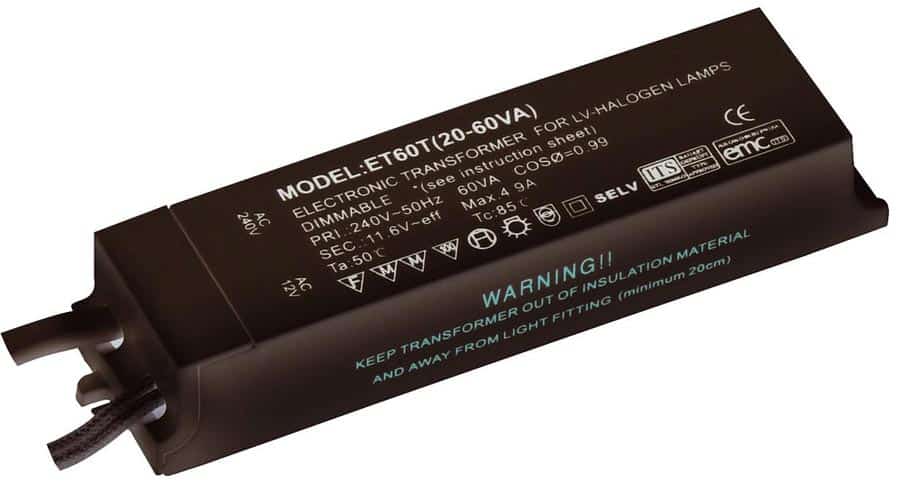 MODEL:ET60T(20-60VA)
ELECTRONIC TRANSFORMER FOR LV-HALOGEN LAMPS
DIMMABLE *(see instruction sheet)
PRI.:240V~50Hz 60VA COSØ=0.99
SEC.:11.6V~eff Max.4.9A
Ta:50℃ Tc:85℃
F M M 100 SELV ITS emc CE
AC
240V
AC
12V
WARNING!!
KEEP TRANSFORMER OUT OF INSULATION MATERIAL
AND AWAY FROM LIGHT FITTING (minimum 20cm)